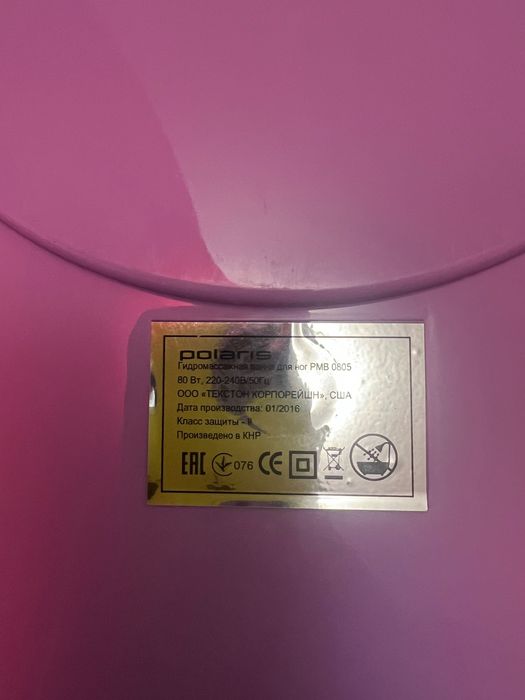 polaris
Гидромассажная ванна для ног PMB 0805
80 Вт, 220-240В/50Гц
ООО «ТЕКСТОН КОРПОРЕЙШН», США
Дата производства: 01/2016
Класс защиты - II
Произведено в КНР
EAC 076 CE